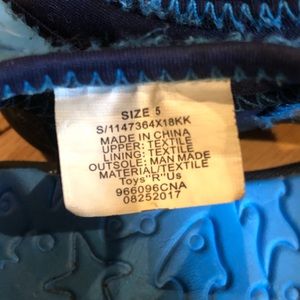 SIZE 5
S/1147364X18KK
MADE IN CHINA
UPPER: TEXTILE
LINING: TEXTILE
OUTSOLE: MAN MADE
MATERIAL/TEXTILE
Toys"R"Us
966096CNA
08252017